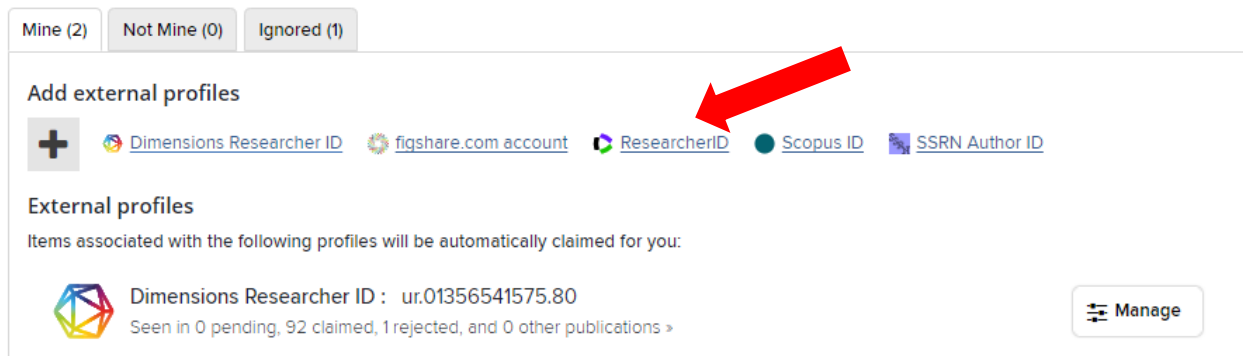 Mine (2) Not Mine (0) Ignored (1)
Add external profiles
Dimensions Researcher ID figshare.com account ResearcherID Scopus ID SSRN Author ID
External profiles
Items associated with the following profiles will be automatically claimed for you:
Dimensions Researcher ID : ur.01356541575.80
Seen in 0 pending, 92 claimed, 1 rejected, and 0 other publications »
Manage